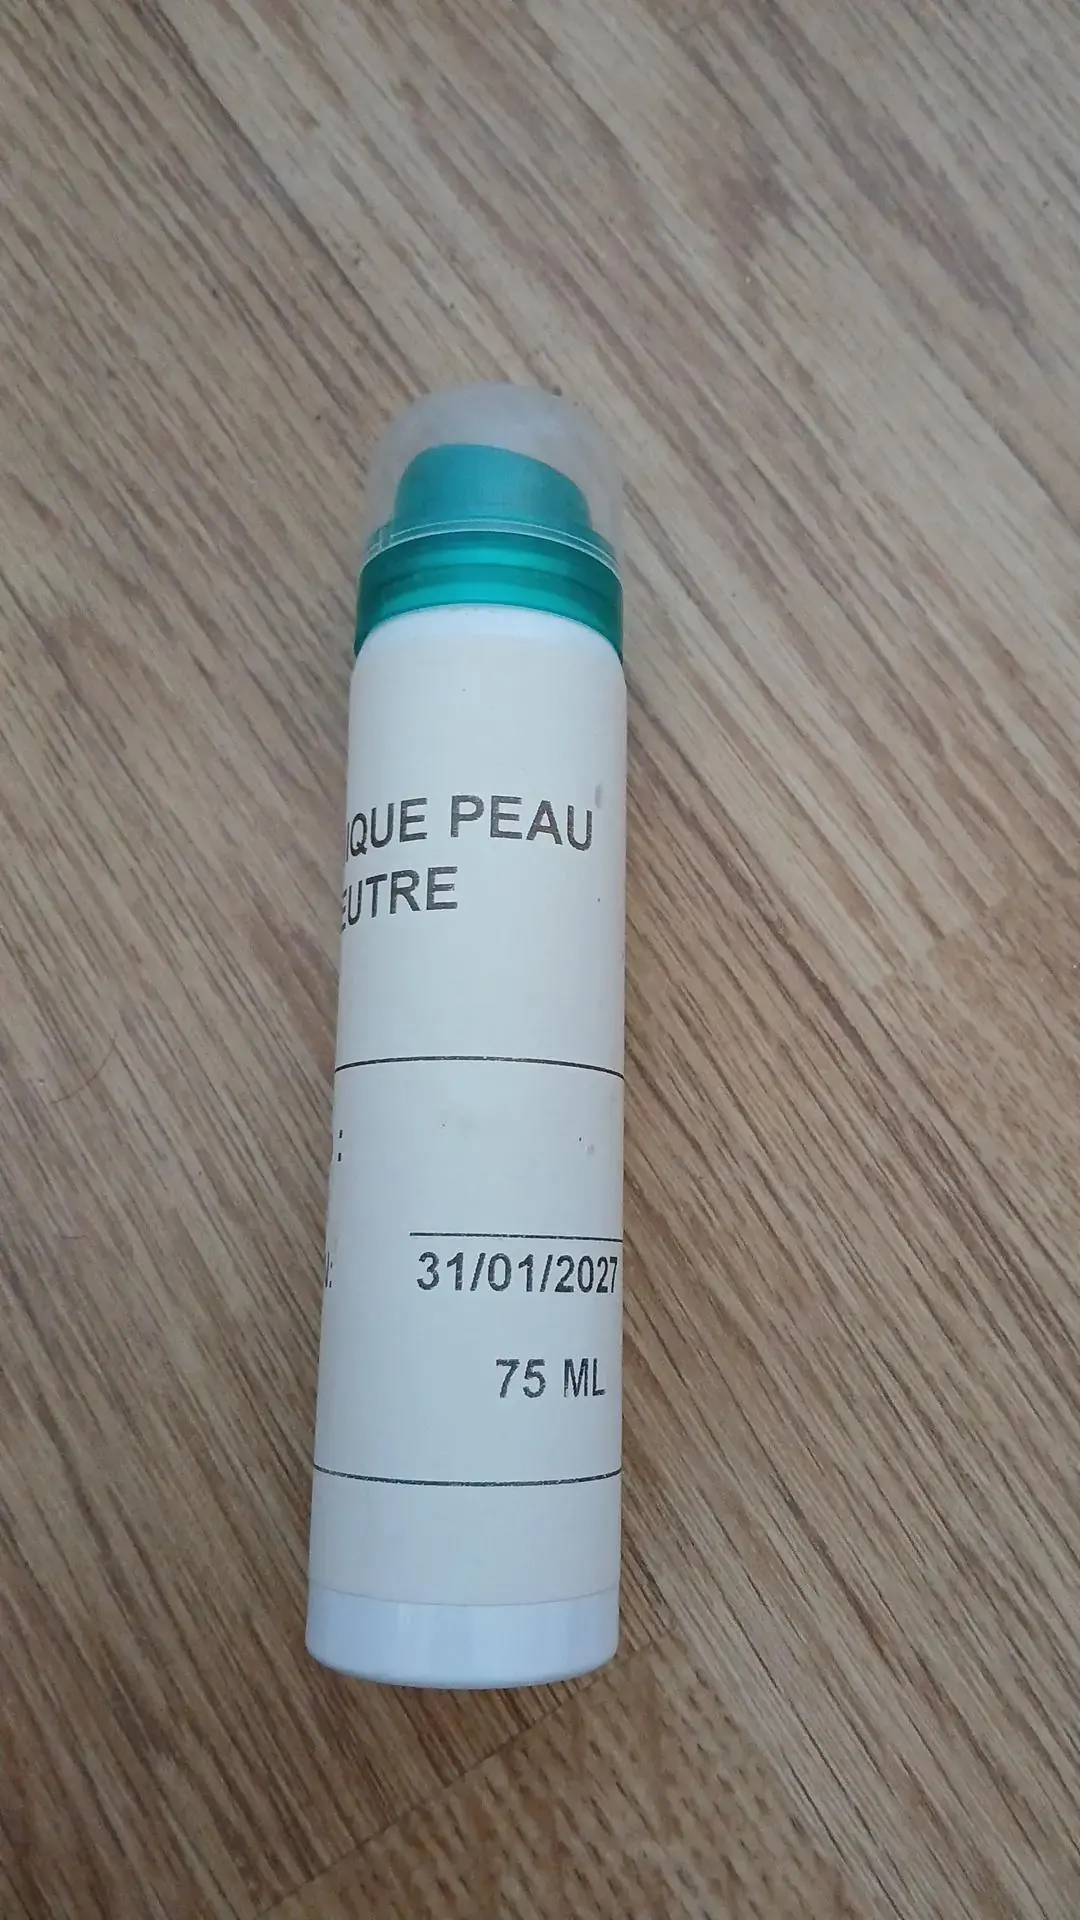 IQUE PEAU
EUTRE
:
:
31/01/2027
75 ML